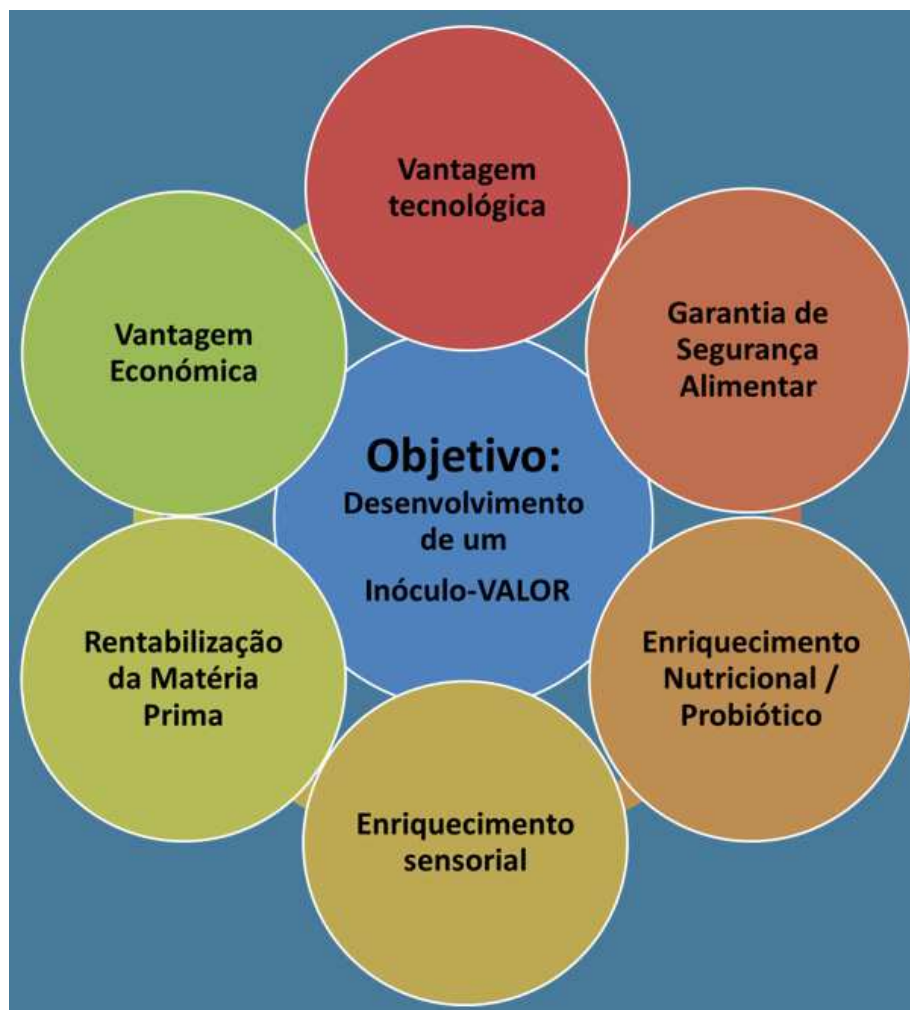 Vantagem
tecnológica
Garantia de
Segurança
Alimentar
Enriquecimento
Nutricional /
Probiótico
Enriquecimento
sensorial
Rentabilização
da Matéria
Prima
Vantagem
Económica
Objetivo:
Desenvolvimento
de um
Inóculo-VALOR